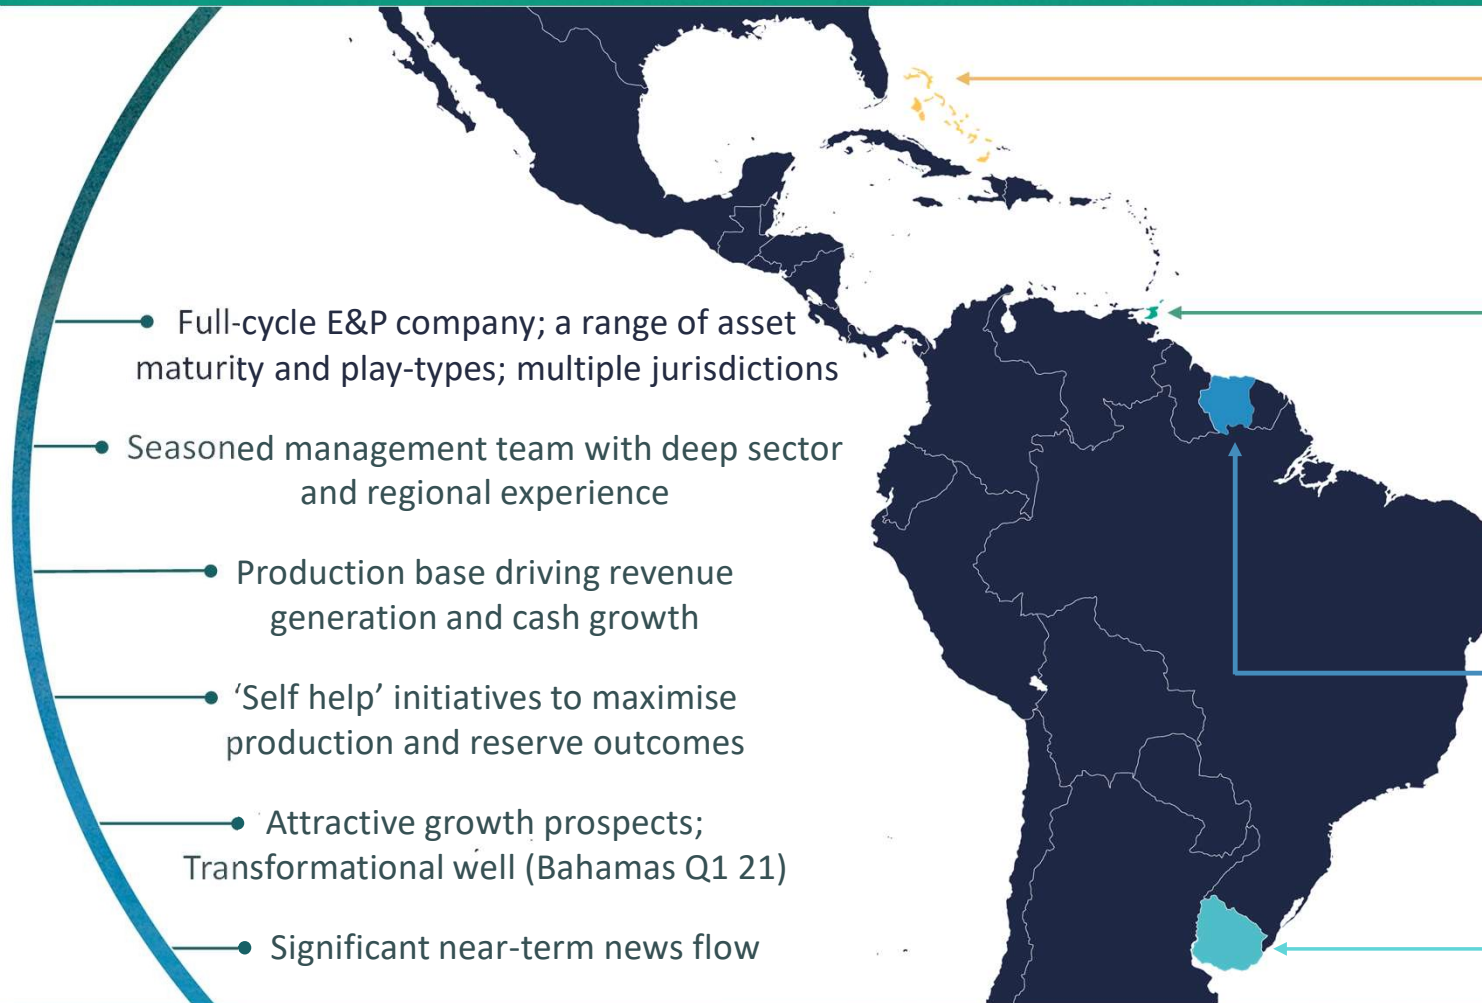 Full-cycle E&P company; a range of asset
maturity and play-types; multiple jurisdictions
Seasoned management team with deep sector
and regional experience
Production base driving revenue
generation and cash growth
‘Self help’ initiatives to maximise
production and reserve outcomes
Attractive growth prospects;
Transformational well (Bahamas Q1 21)
Significant near-term news flow